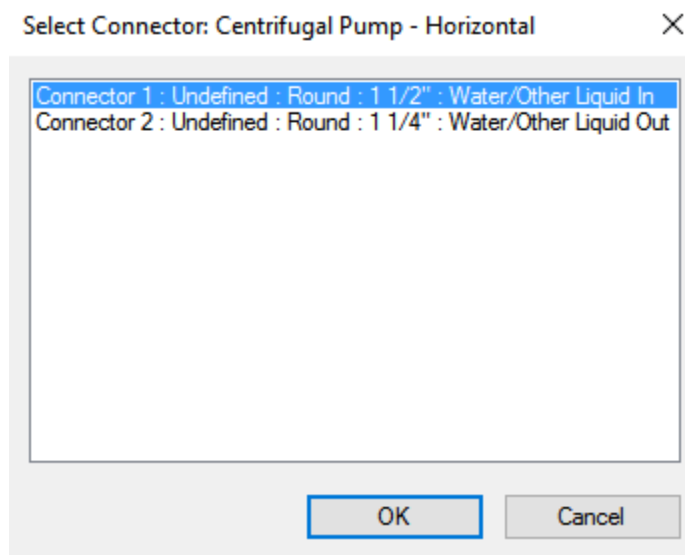 Select Connector: Centrifugal Pump - Horizontal
Connector 1 : Undefined : Round : 1 1/2" : Water/Other Liquid In
Connector 2 : Undefined : Round : 1 1/4" : Water/Other Liquid Out
OK
Cancel